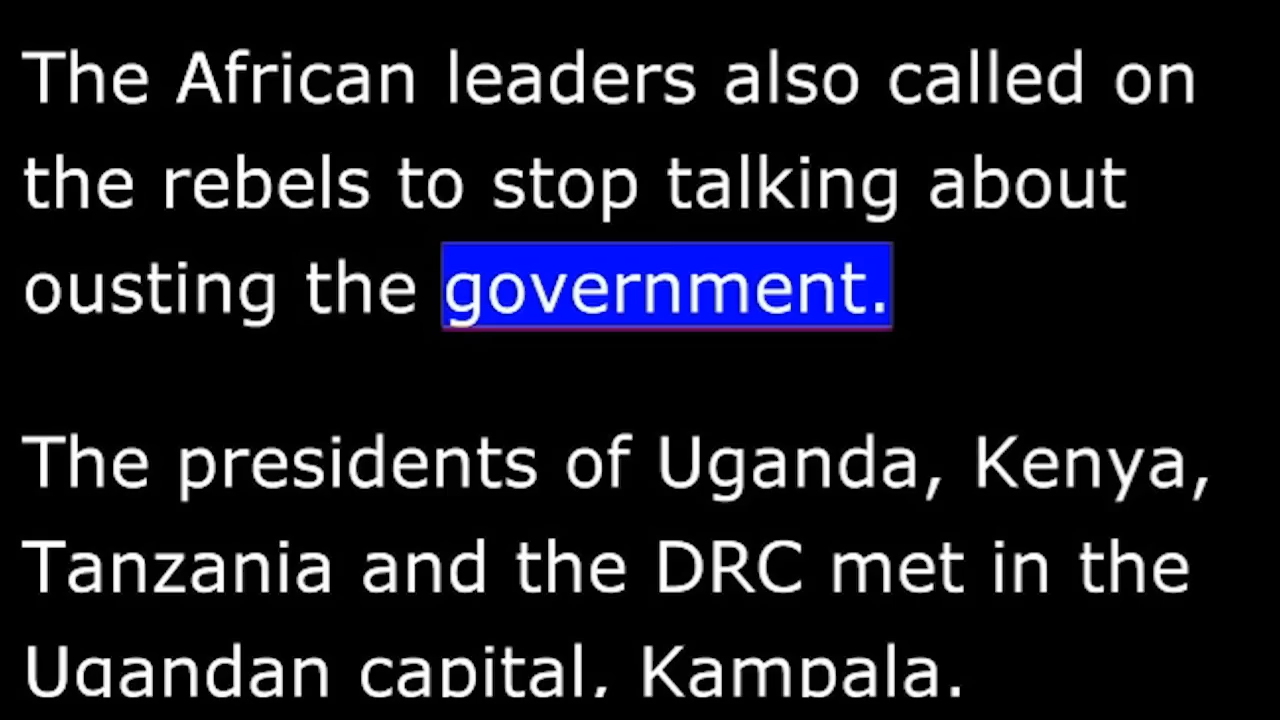 The African leaders also called on
the rebels to stop talking about
ousting the government.
The presidents of Uganda, Kenya,
Tanzania and the DRC met in the
Ugandan capital, Kampala.